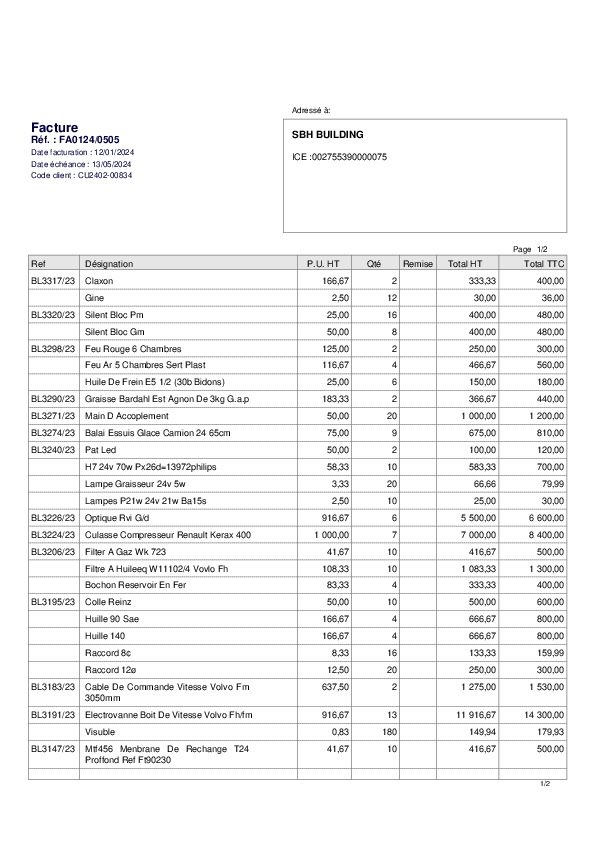 Adressé à:
Facture
Réf. : FA0124/0505
Date facturation : 12/01/2024
Date échéance : 13/05/2024
Code client : CU2402-00834
SBH BUILDING
ICE :002755390000075
Page 1/2
Ref Désignation P.U. HT Qté Remise Total HT Total TTC
BL3317/23 Claxon 166,67 2 333,33 400,00
Gine 2,50 12 30,00 36,00
BL3320/23 Silent Bloc Pm 25,00 16 400,00 480,00
Silent Bloc Gm 50,00 8 400,00 480,00
BL3298/23 Feu Rouge 6 Chambres 125,00 2 250,00 300,00
Feu Ar 5 Chambres Sert Plast 116,67 4 466,67 560,00
Huile De Frein E5 1/2 (30b Bidons) 25,00 6 150,00 180,00
BL3290/23 Graisse Bardahl Est Agnon De 3kg G.a.p 183,33 2 366,67 440,00
BL3271/23 Main D Accoplement 50,00 20 1 000,00 1 200,00
BL3274/23 Balai Essuis Glace Camion 24 65cm 75,00 9 675,00 810,00
BL3240/23 Pat Led 50,00 2 100,00 120,00
H7 24v 70w Px26d=13972philips 58,33 10 583,33 700,00
Lampe Graisseur 24v 5w 3,33 20 66,66 79,99
Lampes P21w 24v 21w Ba15s 2,50 10 25,00 30,00
BL3226/23 Optique Rvi G/d 916,67 6 5 500,00 6 600,00
BL3224/23 Culasse Compresseur Renault Kerax 400 1 000,00 7 7 000,00 8 400,00
BL3206/23 Filter A Gaz Wk 723 41,67 10 416,67 500,00
Filtre A Huileeq W11102/4 Vovlo Fh 108,33 10 1 083,33 1 300,00
Bochon Reservoir En Fer 83,33 4 333,33 400,00
BL3195/23 Colle Reinz 50,00 10 500,00 600,00
Huille 90 Sae 166,67 4 666,67 800,00
Huille 140 166,67 4 666,67 800,00
Raccord 8¢ 8,33 16 133,33 159,99
Raccord 12ø 12,50 20 250,00 300,00
BL3183/23 Cable De Commande Vitesse Volvo Fm 637,50 2 1 275,00 1 530,00
3050mm
BL3191/23 Electrovanne Boit De Vitesse Volvo Fh/fm 916,67 13 11 916,67 14 300,00
Visuble 0,83 180 149,94 179,93
BL3147/23 Mtf456 Menbrane De Rechange T24 41,67 10 416,67 500,00
Proffond Ref Ft90230
1/2